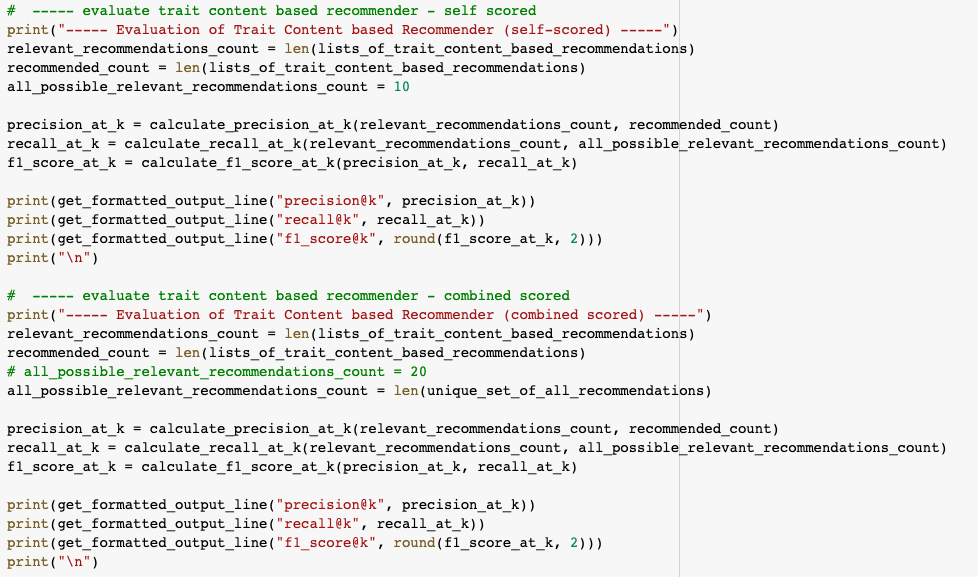 #  ----- evaluate trait content based recommender - self scored
print("----- Evaluation of Trait Content based Recommender (self-scored) -----")
relevant_recommendations_count = len(lists_of_trait_content_based_recommendations)
recommended_count = len(lists_of_trait_content_based_recommendations)
all_possible_relevant_recommendations_count = 10

precision_at_k = calculate_precision_at_k(relevant_recommendations_count, recommended_count)
recall_at_k = calculate_recall_at_k(relevant_recommendations_count, all_possible_relevant_recommendations_count)
f1_score_at_k = calculate_f1_score_at_k(precision_at_k, recall_at_k)

print(get_formatted_output_line("precision@k", precision_at_k))
print(get_formatted_output_line("recall@k", recall_at_k))
print(get_formatted_output_line("f1_score@k", round(f1_score_at_k, 2)))
print("\n")

#  ----- evaluate trait content based recommender - combined scored
print("----- Evaluation of Trait Content based Recommender (combined scored) -----")
relevant_recommendations_count = len(lists_of_trait_content_based_recommendations)
recommended_count = len(lists_of_trait_content_based_recommendations)
# all_possible_relevant_recommendations_count = 20
all_possible_relevant_recommendations_count = len(unique_set_of_all_recommendations)

precision_at_k = calculate_precision_at_k(relevant_recommendations_count, recommended_count)
recall_at_k = calculate_recall_at_k(relevant_recommendations_count, all_possible_relevant_recommendations_count)
f1_score_at_k = calculate_f1_score_at_k(precision_at_k, recall_at_k)

print(get_formatted_output_line("precision@k", precision_at_k))
print(get_formatted_output_line("recall@k", recall_at_k))
print(get_formatted_output_line("f1_score@k", round(f1_score_at_k, 2)))
print("\n")